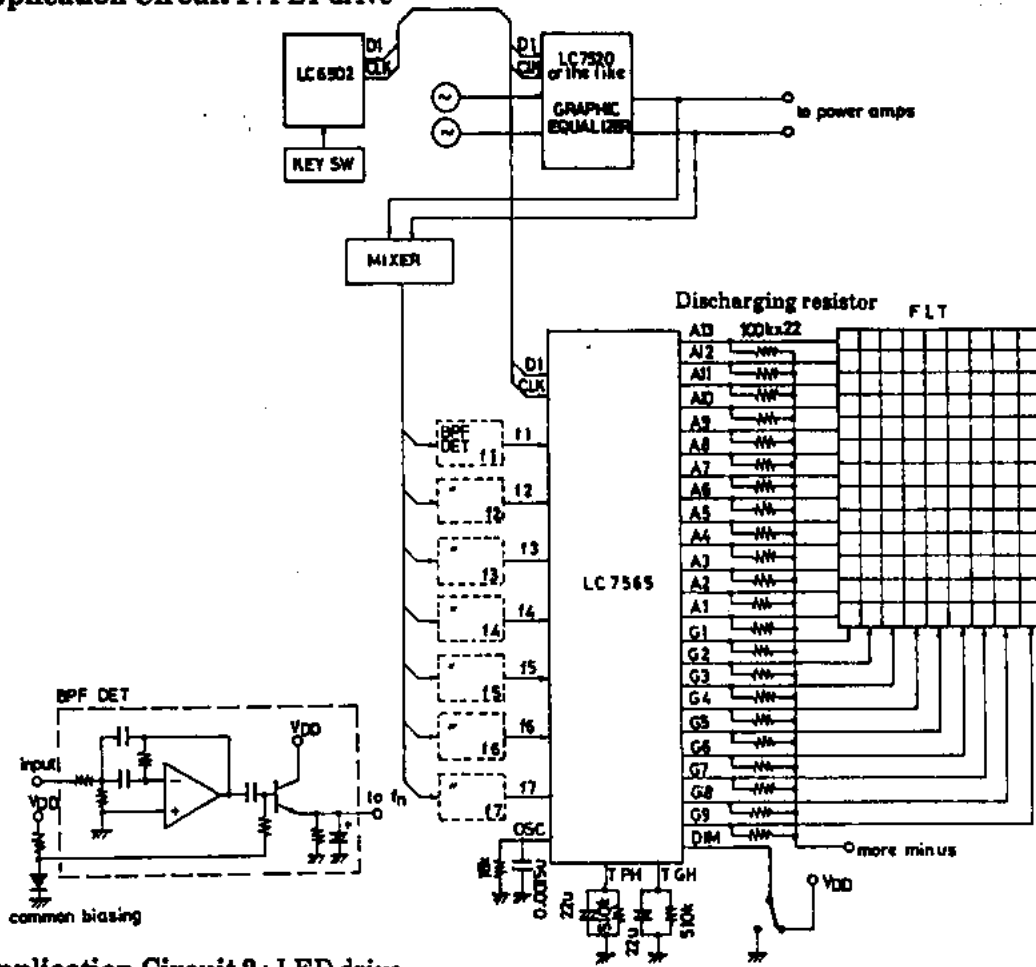 pplication Circuit 1 : FLT drive
LC6502
DI
CLK
KEY SW
DI
CLK
LC7520
or the like
GRAPHIC
EQUALIZER
to power amps
MIXER
Discharging resistor
FLT
100kx22
DI
CLK
LC7565
A13
A12
A11
A10
A9
A8
A7
A6
A5
A4
A3
A2
A1
G1
G2
G3
G4
G5
G6
G7
G8
G9
DIM
BPF
DET
f1
f1
"
f2
f2
"
f3
f3
"
f4
f4
"
f5
f5
"
f6
f6
"
f7
f7
OSC
0.0015u
TPH
TGH
22u
510k
22u
510k
more minus
VDD
BPF DET
input
VDD
VDD
to fn
common biasing
pplication Circuit 2 : LED drive